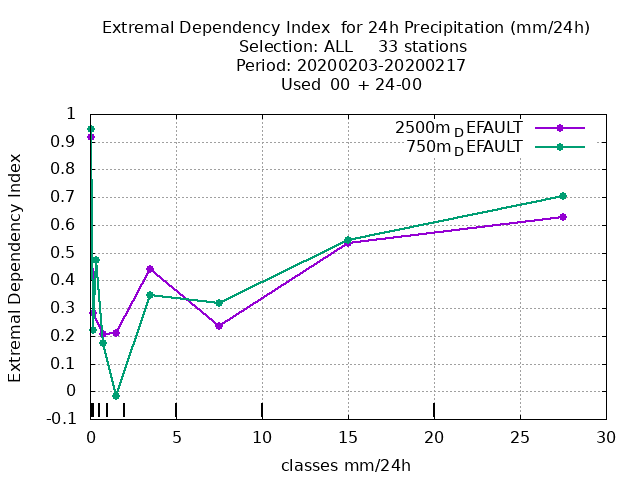 Extremal Dependency Index  for 24h Precipitation (mm/24h)
Selection: ALL     33 stations
Period: 20200203-20200217
Used  00 + 24-00
2500m_DEFAULT
750m_DEFAULT
Extremal Dependency Index
1
0.9
0.8
0.7
0.6
0.5
0.4
0.3
0.2
0.1
0
-0.1
0 5 10 15 20 25 30
classes mm/24h